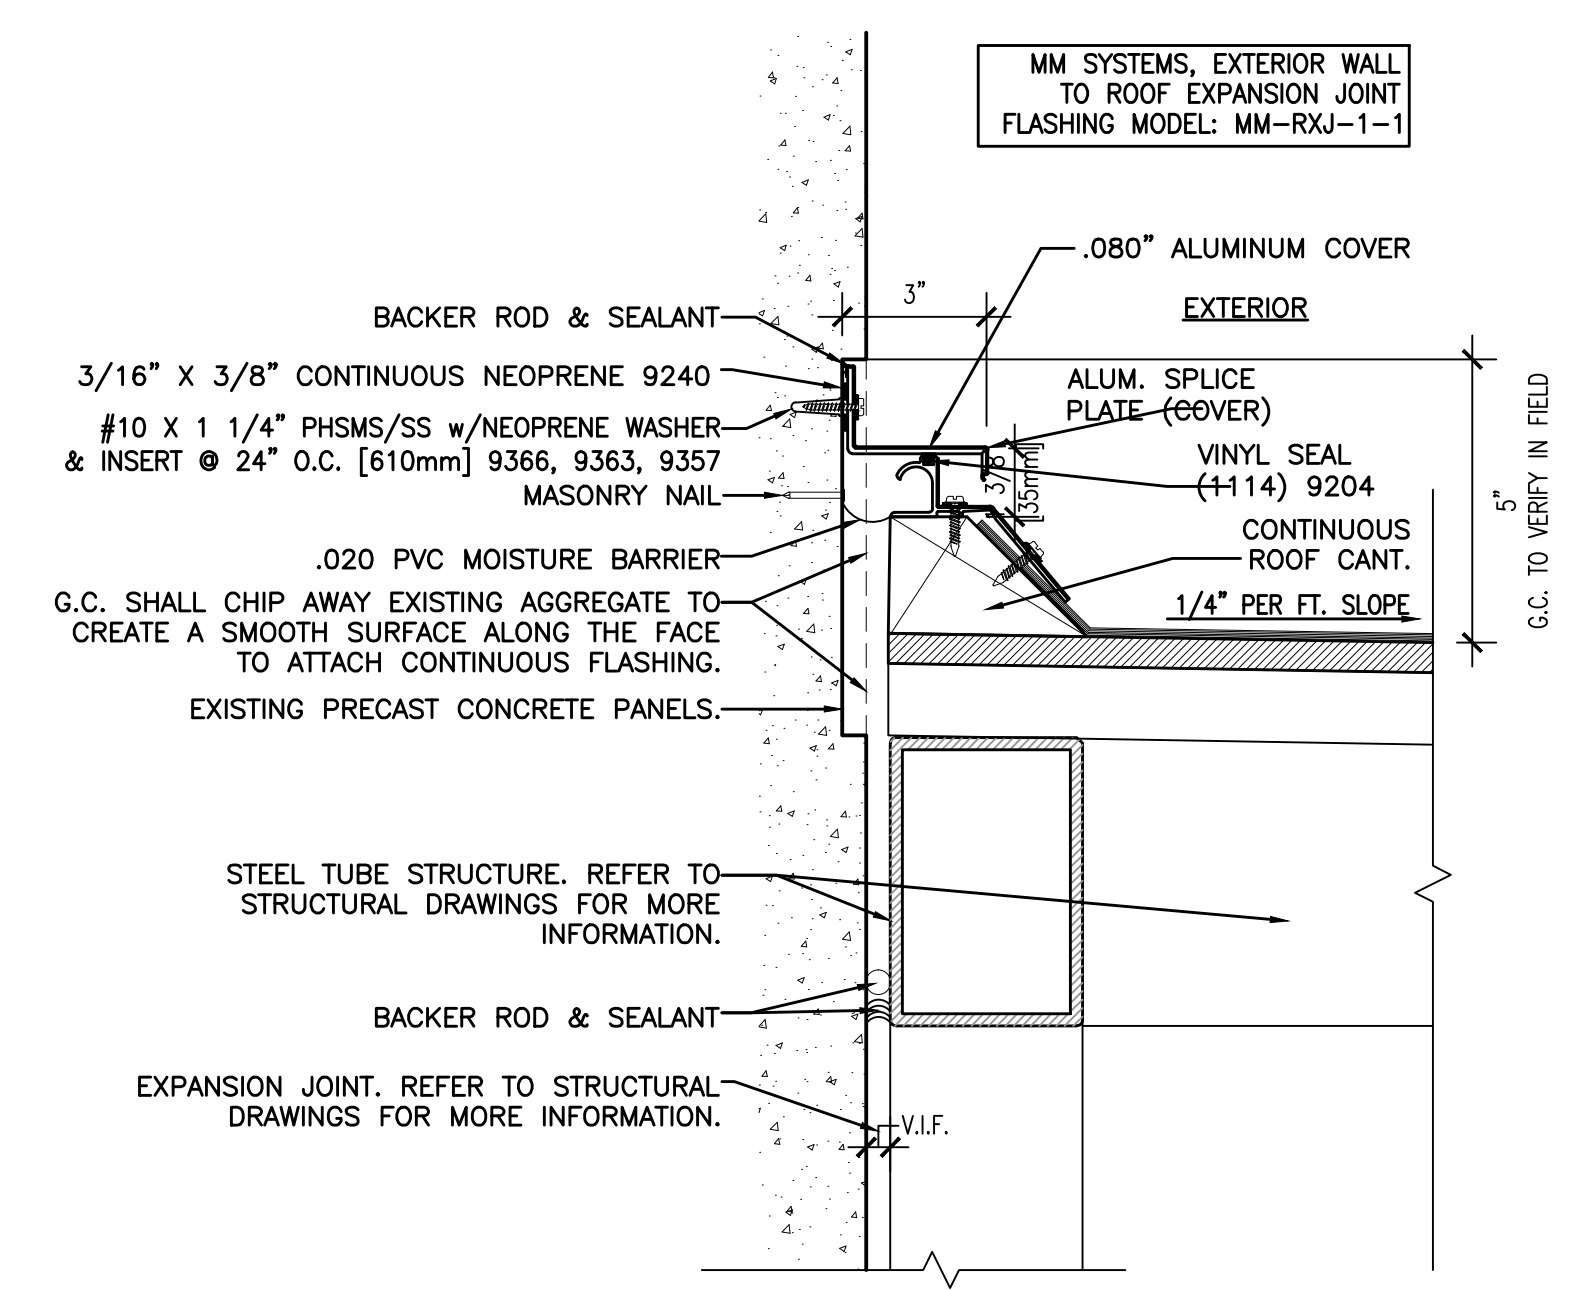 MM SYSTEMS, EXTERIOR WALL
TO ROOF EXPANSION JOINT
FLASHING MODEL: MM-RXJ-1-1
.080" ALUMINUM COVER
3"
EXTERIOR
BACKER ROD & SEALANT
3/16" X 3/8" CONTINUOUS NEOPRENE 9240
#10 X 1 1/4" PHSMS/SS w/NEOPRENE WASHER
& INSERT @ 24" O.C. [610mm] 9366, 9363, 9357
MASONRY NAIL
.020 PVC MOISTURE BARRIER
G.C. SHALL CHIP AWAY EXISTING AGGREGATE TO
CREATE A SMOOTH SURFACE ALONG THE FACE
TO ATTACH CONTINUOUS FLASHING.
EXISTING PRECAST CONCRETE PANELS.
ALUM. SPLICE
PLATE (COVER)
VINYL SEAL
(1114) 9204
3/8"
[35mm]
CONTINUOUS
ROOF CANT.
1/4" PER FT. SLOPE
5"
G.C. TO VERIFY IN FIELD
STEEL TUBE STRUCTURE. REFER TO
STRUCTURAL DRAWINGS FOR MORE
INFORMATION.
BACKER ROD & SEALANT
EXPANSION JOINT. REFER TO STRUCTURAL
DRAWINGS FOR MORE INFORMATION.
V.I.F.